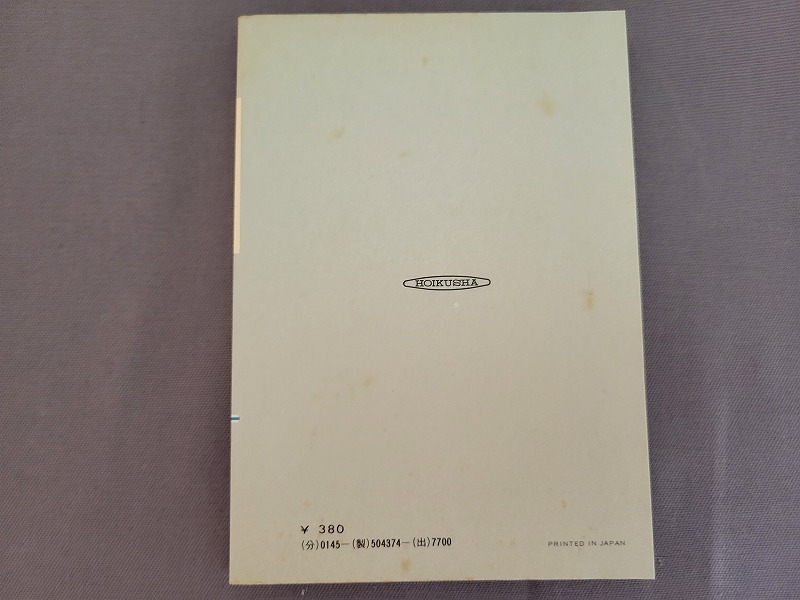 HOIKUSHA
¥ 380
(分)0145-(製)504374-(出)7700
PRINTED IN JAPAN